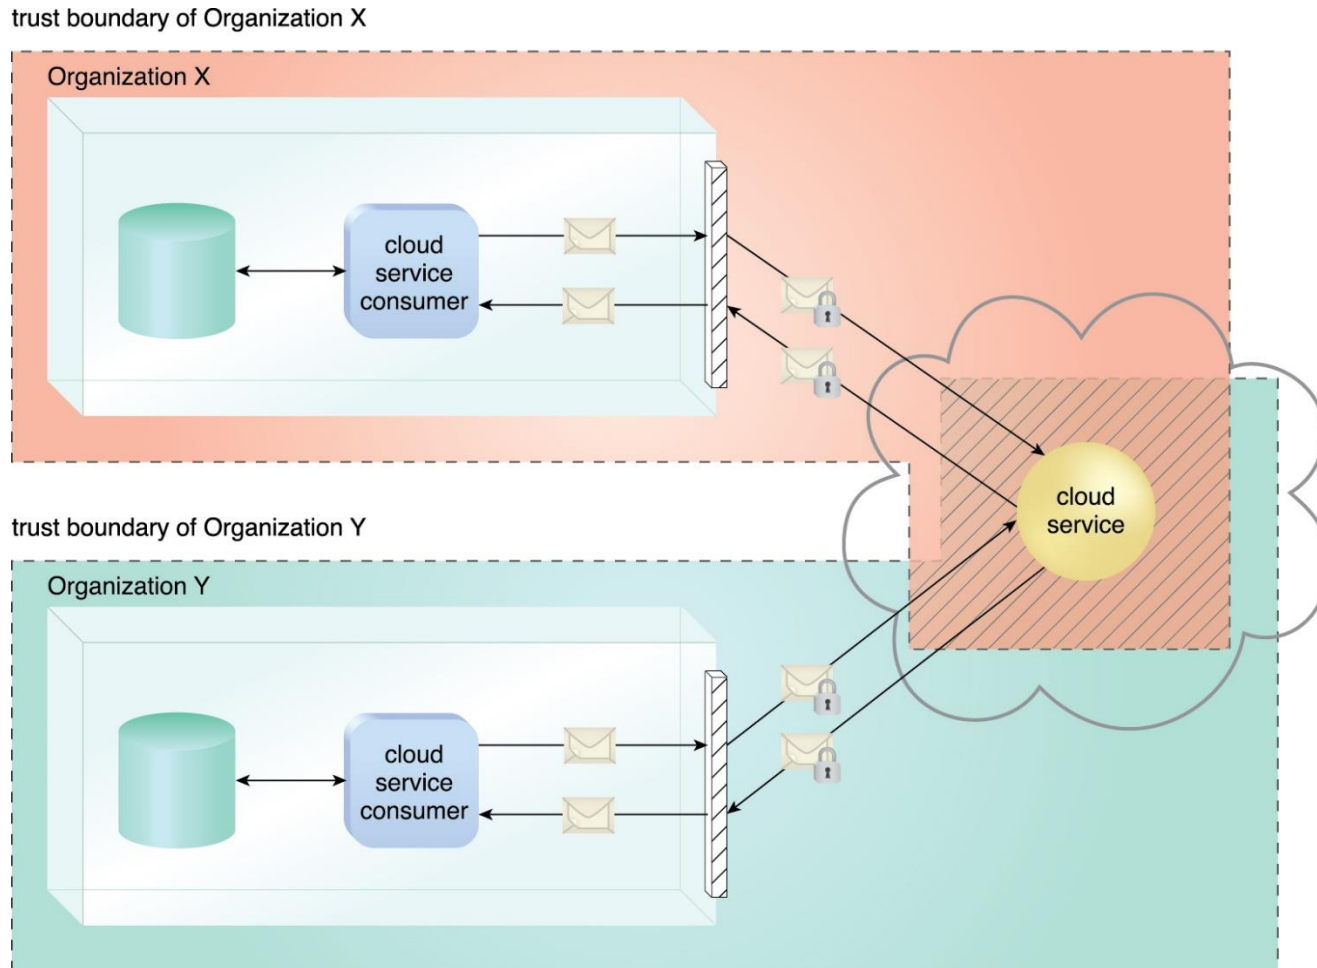 trust boundary of Organization X
Organization X
cloud
service
consumer
cloud
service
trust boundary of Organization Y
Organization Y
cloud
service
consumer